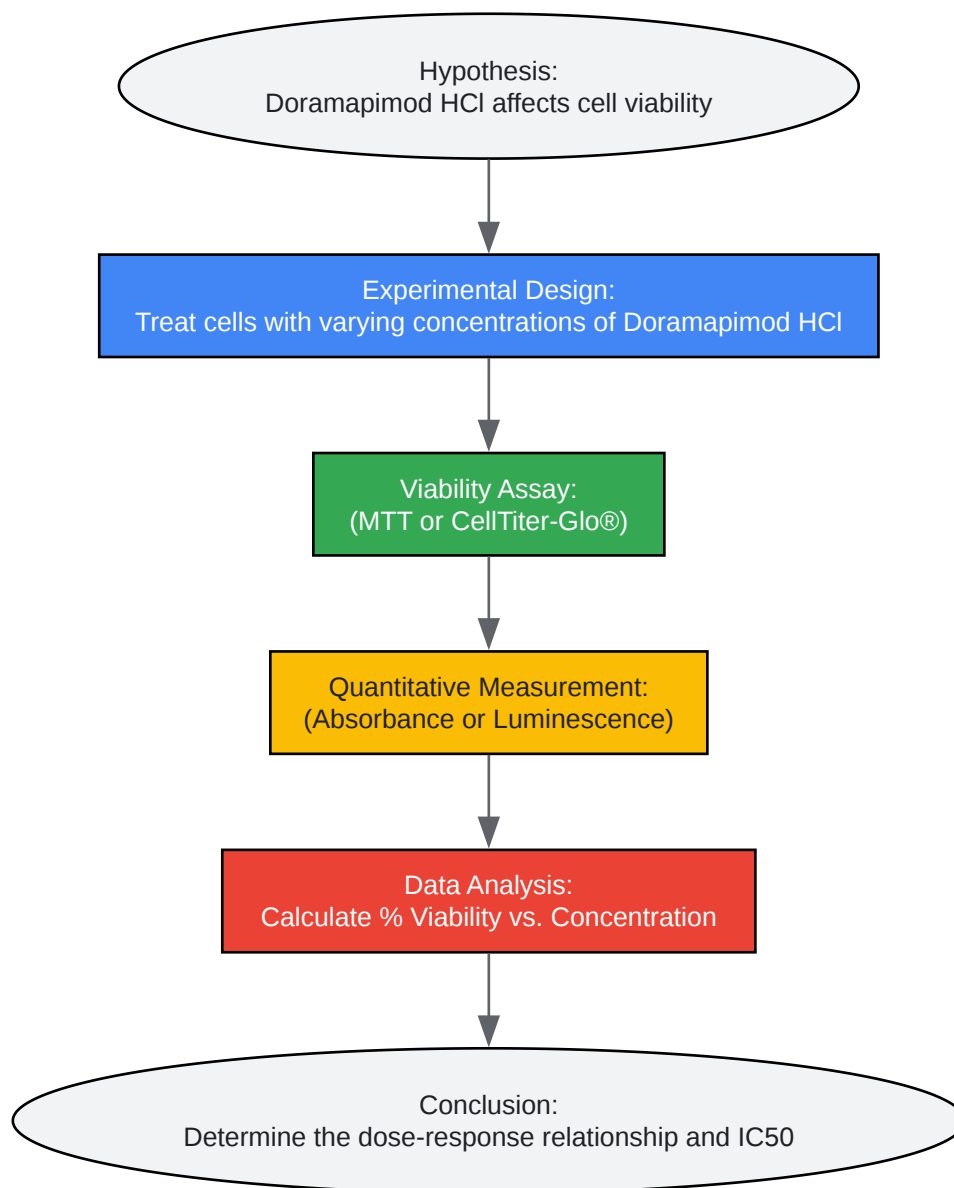 Hypothesis:
Doramapimod HCl affects cell viability
Experimental Design:
Treat cells with varying concentrations of Doramapimod HCl
Viability Assay:
(MTT or CellTiter-Glo®)
Quantitative Measurement:
(Absorbance or Luminescence)
Data Analysis:
Calculate % Viability vs. Concentration
Conclusion:
Determine the dose-response relationship and IC50